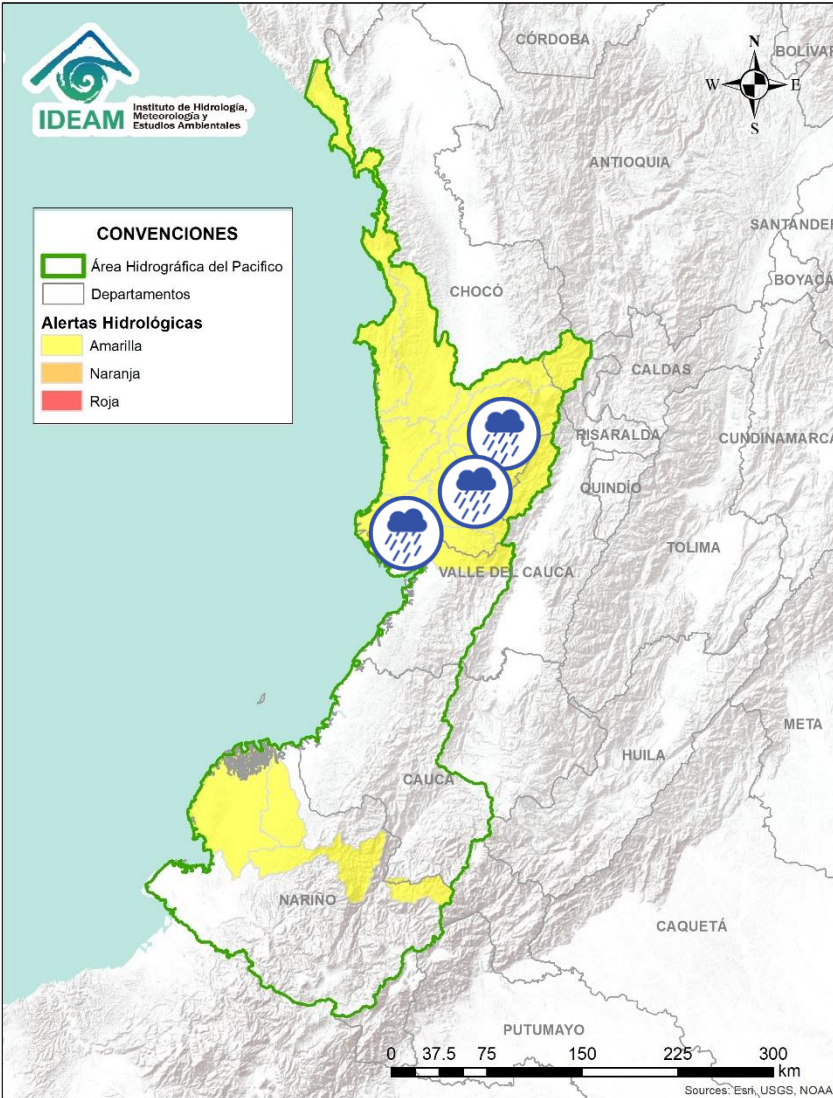 IDEAM
Instituto de Hidrología,
Meteorología y
Estudios Ambientales
CÓRDOBA
BOLÍVAR
N
W
E
S
ANTIOQUIA
SANTANDER
BOYACÁ
CONVENCIONES
Área Hidrográfica del Pacifico
Departamentos
Alertas Hidrológicas
Amarilla
Naranja
Roja
CHOCÓ
CALDAS
RISARALDA
CUNDINAMARCA
QUINDÍO
TOLIMA
VALLE DEL CAUCA
META
HUILA
CAUCA
NARIÑO
CAQUETÁ
PUTUMAYO
0 37.5 75 150 225 300
km
Sources: Esri, USGS, NOAA